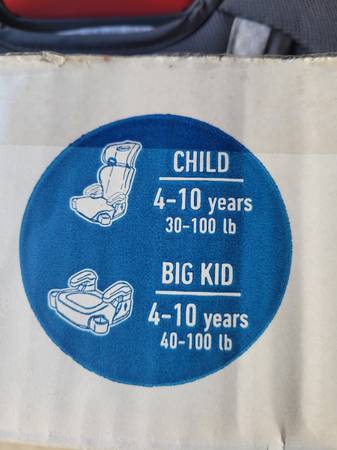 CHILD
4-10 years
30-100 lb
BIG KID
4-10 years
40-100 lb